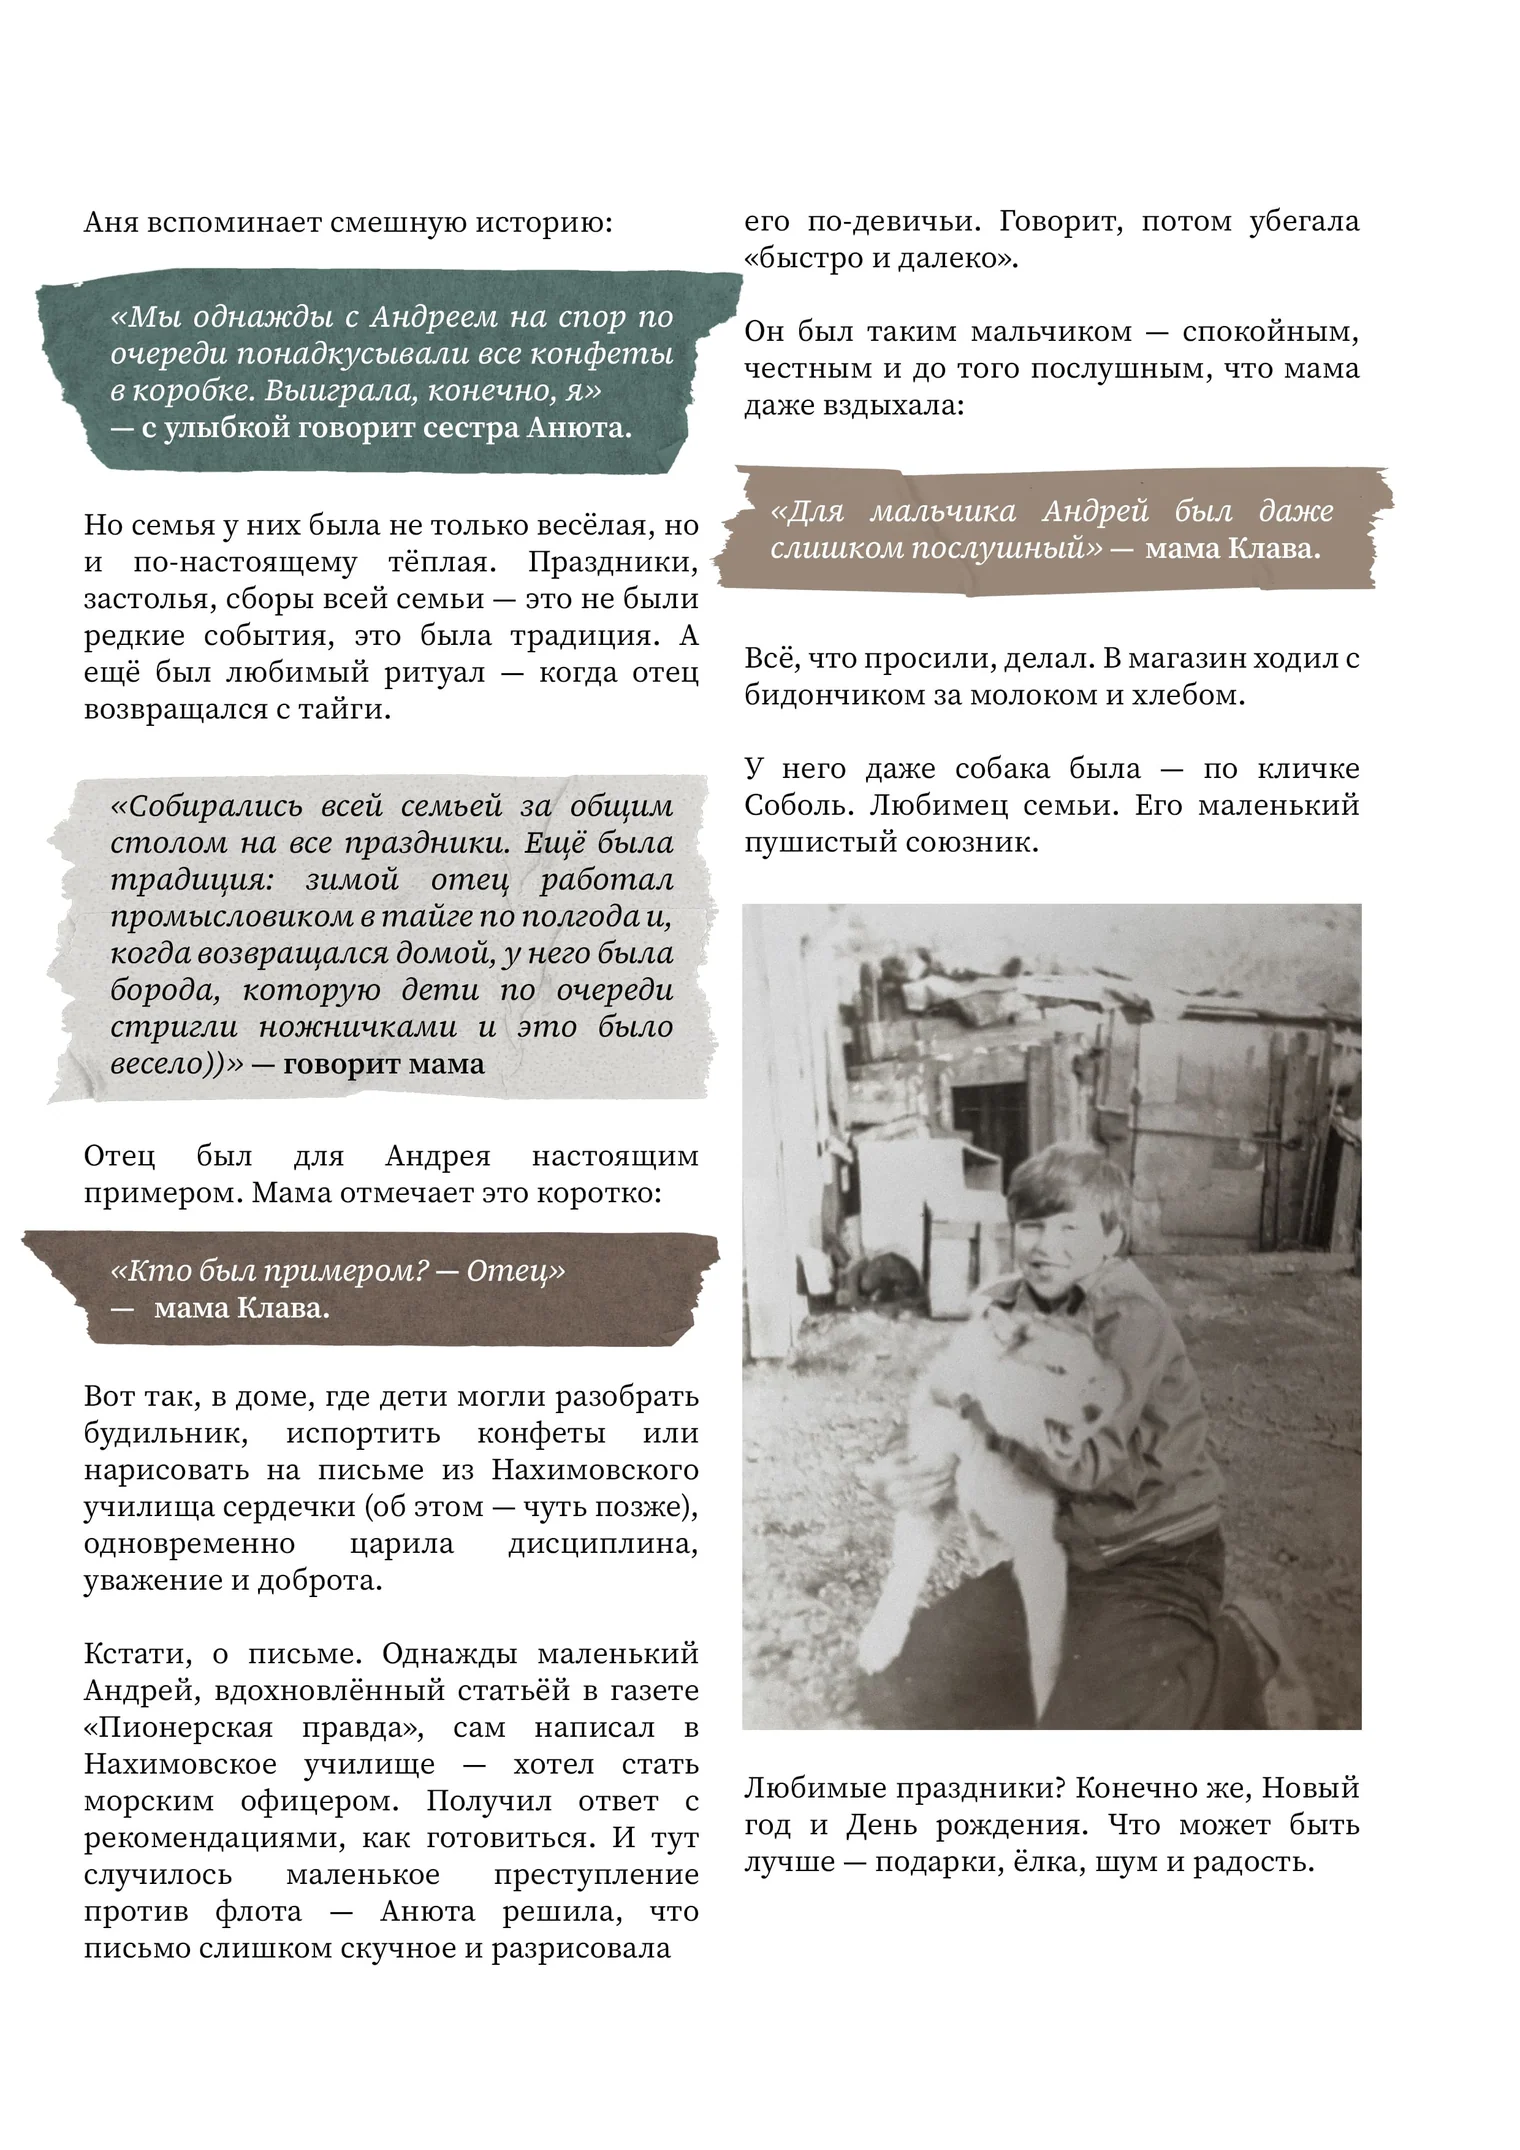 Аня вспоминает смешную историю:
«Мы однажды с Андреем на спор по
очереди понадкусывали все конфеты
в коробке. Выиграла, конечно, я»
— с улыбкой говорит сестра Анюта.
Но семья у них была не только весёлая, но
и по-настоящему тёплая. Праздники,
застолья, сборы всей семьи — это не были
редкие события, это была традиция. А
ещё был любимый ритуал — когда отец
возвращался с тайги.
«Собирались всей семьей за общим
столом на все праздники. Ещё была
традиция: зимой отец работал
промысловиком в тайге по полгода и,
когда возвращался домой, у него была
борода, которую дети по очереди
стригли ножничками и это было
весело))» — говорит мама
Отец был для Андрея настоящим
примером. Мама отмечает это коротко:
«Кто был примером? — Отец»
— мама Клава.
Вот так, в доме, где дети могли разобрать
будильник, испортить конфеты или
нарисовать на письме из Нахимовского
училища сердечки (об этом — чуть позже),
одновременно царила дисциплина,
уважение и доброта.
Кстати, о письме. Однажды маленький
Андрей, вдохновлённый статьёй в газете
«Пионерская правда», сам написал в
Нахимовское училище — хотел стать
морским офицером. Получил ответ с
рекомендациями, как готовиться. И тут
случилось маленькое преступление
против флота — Анюта решила, что
письмо слишком скучное и разрисовала
его по-девичьи. Говорит, потом убегала
«быстро и далеко».
Он был таким мальчиком — спокойным,
честным и до того послушным, что мама
даже вздыхала:
«Для мальчика Андрей был даже
слишком послушный» — мама Клава.
Всё, что просили, делал. В магазин ходил с
бидончиком за молоком и хлебом.
У него даже собака была — по кличке
Соболь. Любимец семьи. Его маленький
пушистый союзник.
Любимые праздники? Конечно же, Новый
год и День рождения. Что может быть
лучше — подарки, ёлка, шум и радость.